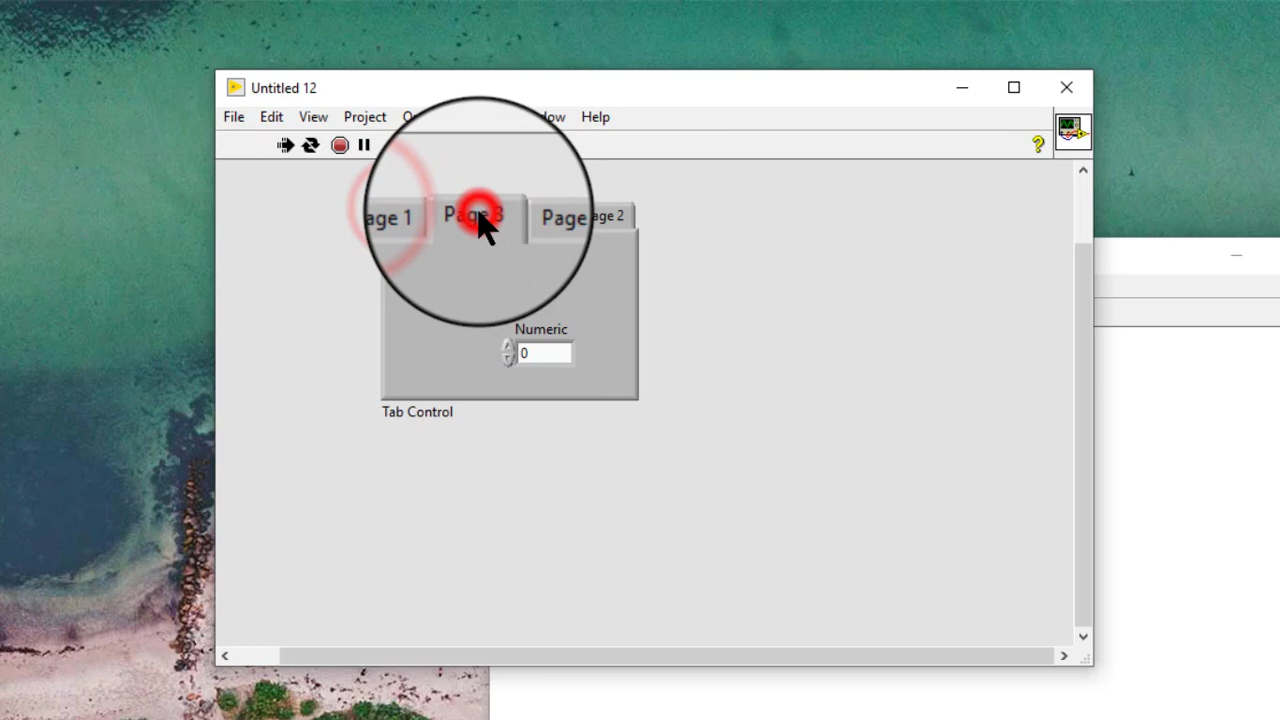 Untitled 12
File Edit View Project Help
age 1 Page 3 Page age 2
Numeric
0
Tab Control